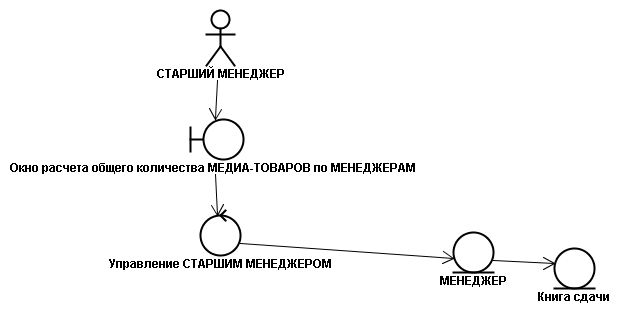 СТАРШИЙ МЕНЕДЖЕР
Окно расчета общего количества МЕДИА-ТОВАРОВ по МЕНЕДЖЕРАМ
Управление СТАРШИМ МЕНЕДЖЕРОМ
МЕНЕДЖЕР
Книга сдачи